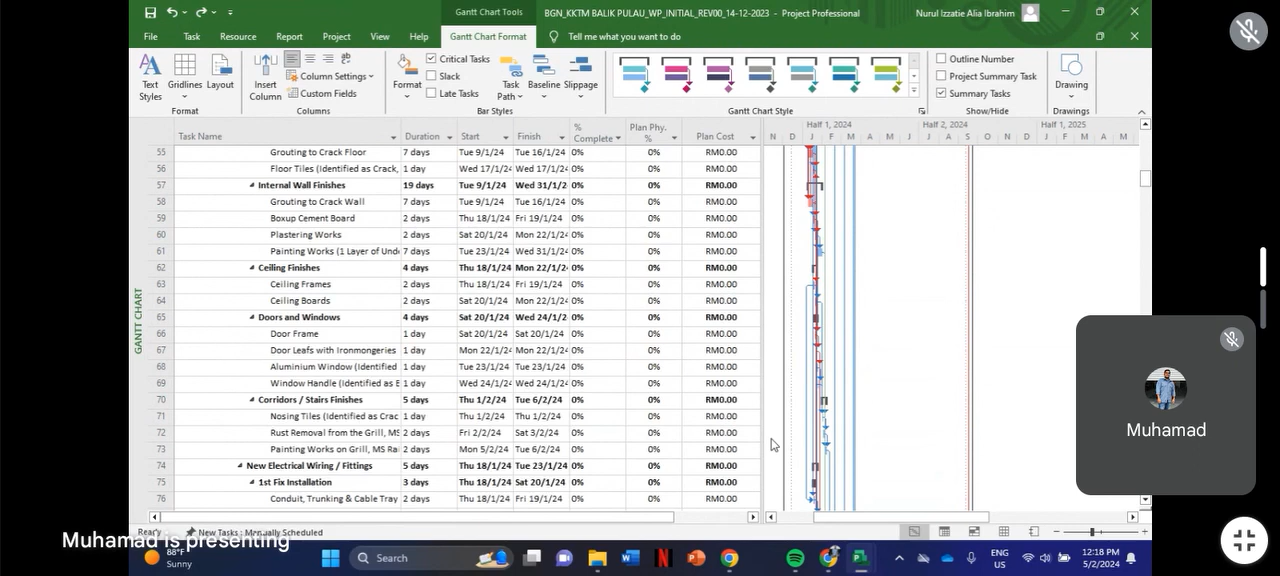 Gantt Chart Tools
BGN_KKTM BALIK PULAU_WP_INITIAL_REV00_14-12-2023 - Project Professional
Nurul Izzatie Alia Ibrahim
File Task Resource Report Project View Help Gantt Chart Format Tell me what you want to do
Text Styles
Gridlines
Layout
Format
Insert Column
Column Settings
Custom Fields
Columns
Format
Critical Tasks
Slack
Late Tasks
Task Path
Baseline
Slippage
Bar Styles
Gantt Chart Style
Outline Number
Project Summary Task
Summary Tasks
Show/Hide
Drawing
Drawings
Task Name Duration Start Finish % Complete Plan Phy. % Plan Cost
Half 1, 2024 Half 2, 2024 Half 1, 2025
N D J F M A M J J A S O N D J F M A M
GANTT CHART
55 Grouting to Crack Floor 7 days Tue 9/1/24 Tue 16/1/24 0% 0% RM0.00
56 Floor Tiles (Identified as Crack, 1 day Wed 17/1/24 Wed 17/1/24 0% 0% RM0.00
57 Internal Wall Finishes 19 days Tue 9/1/24 Wed 31/1/2 0% 0% RM0.00
58 Grouting to Crack Wall 7 days Tue 9/1/24 Tue 16/1/24 0% 0% RM0.00
59 Boxup Cement Board 2 days Thu 18/1/24 Fri 19/1/24 0% 0% RM0.00
60 Plastering Works 2 days Sat 20/1/24 Mon 22/1/24 0% 0% RM0.00
61 Painting Works (1 Layer of Unde 7 days Tue 23/1/24 Wed 31/1/24 0% 0% RM0.00
62 Ceiling Finishes 4 days Thu 18/1/24 Mon 22/1/2 0% 0% RM0.00
63 Ceiling Frames 2 days Thu 18/1/24 Fri 19/1/24 0% 0% RM0.00
64 Ceiling Boards 2 days Sat 20/1/24 Mon 22/1/24 0% 0% RM0.00
65 Doors and Windows 4 days Sat 20/1/24 Wed 24/1/2 0% 0% RM0.00
66 Door Frame 1 day Sat 20/1/24 Sat 20/1/24 0% 0% RM0.00
67 Door Leafs with Ironmongeries 1 day Mon 22/1/24 Mon 22/1/24 0% 0% RM0.00
68 Aluminium Window (Identified 1 day Tue 23/1/24 Tue 23/1/24 0% 0% RM0.00
69 Window Handle (Identified as B 1 day Wed 24/1/24 Wed 24/1/24 0% 0% RM0.00
70 Corridors / Stairs Finishes 5 days Thu 1/2/24 Tue 6/2/24 0% 0% RM0.00
71 Nosing Tiles (Identified as Crac 1 day Thu 1/2/24 Thu 1/2/24 0% 0% RM0.00
72 Rust Removal from the Grill, MS 2 days Fri 2/2/24 Sat 3/2/24 0% 0% RM0.00
73 Painting Works on Grill, MS Rai 2 days Mon 5/2/24 Tue 6/2/24 0% 0% RM0.00
74 New Electrical Wiring / Fittings 5 days Thu 18/1/24 Tue 23/1/24 0% 0% RM0.00
75 1st Fix Installation 3 days Thu 18/1/24 Sat 20/1/24 0% 0% RM0.00
76 Conduit, Trunking & Cable Tray 2 days Thu 18/1/24 Fri 19/1/24 0% 0% RM0.00
Muhamad
Ready New Tasks : Manually Scheduled
Muhamad is presenting
88°F
Sunny
Search
ENG
US
12:18 PM
5/2/2024